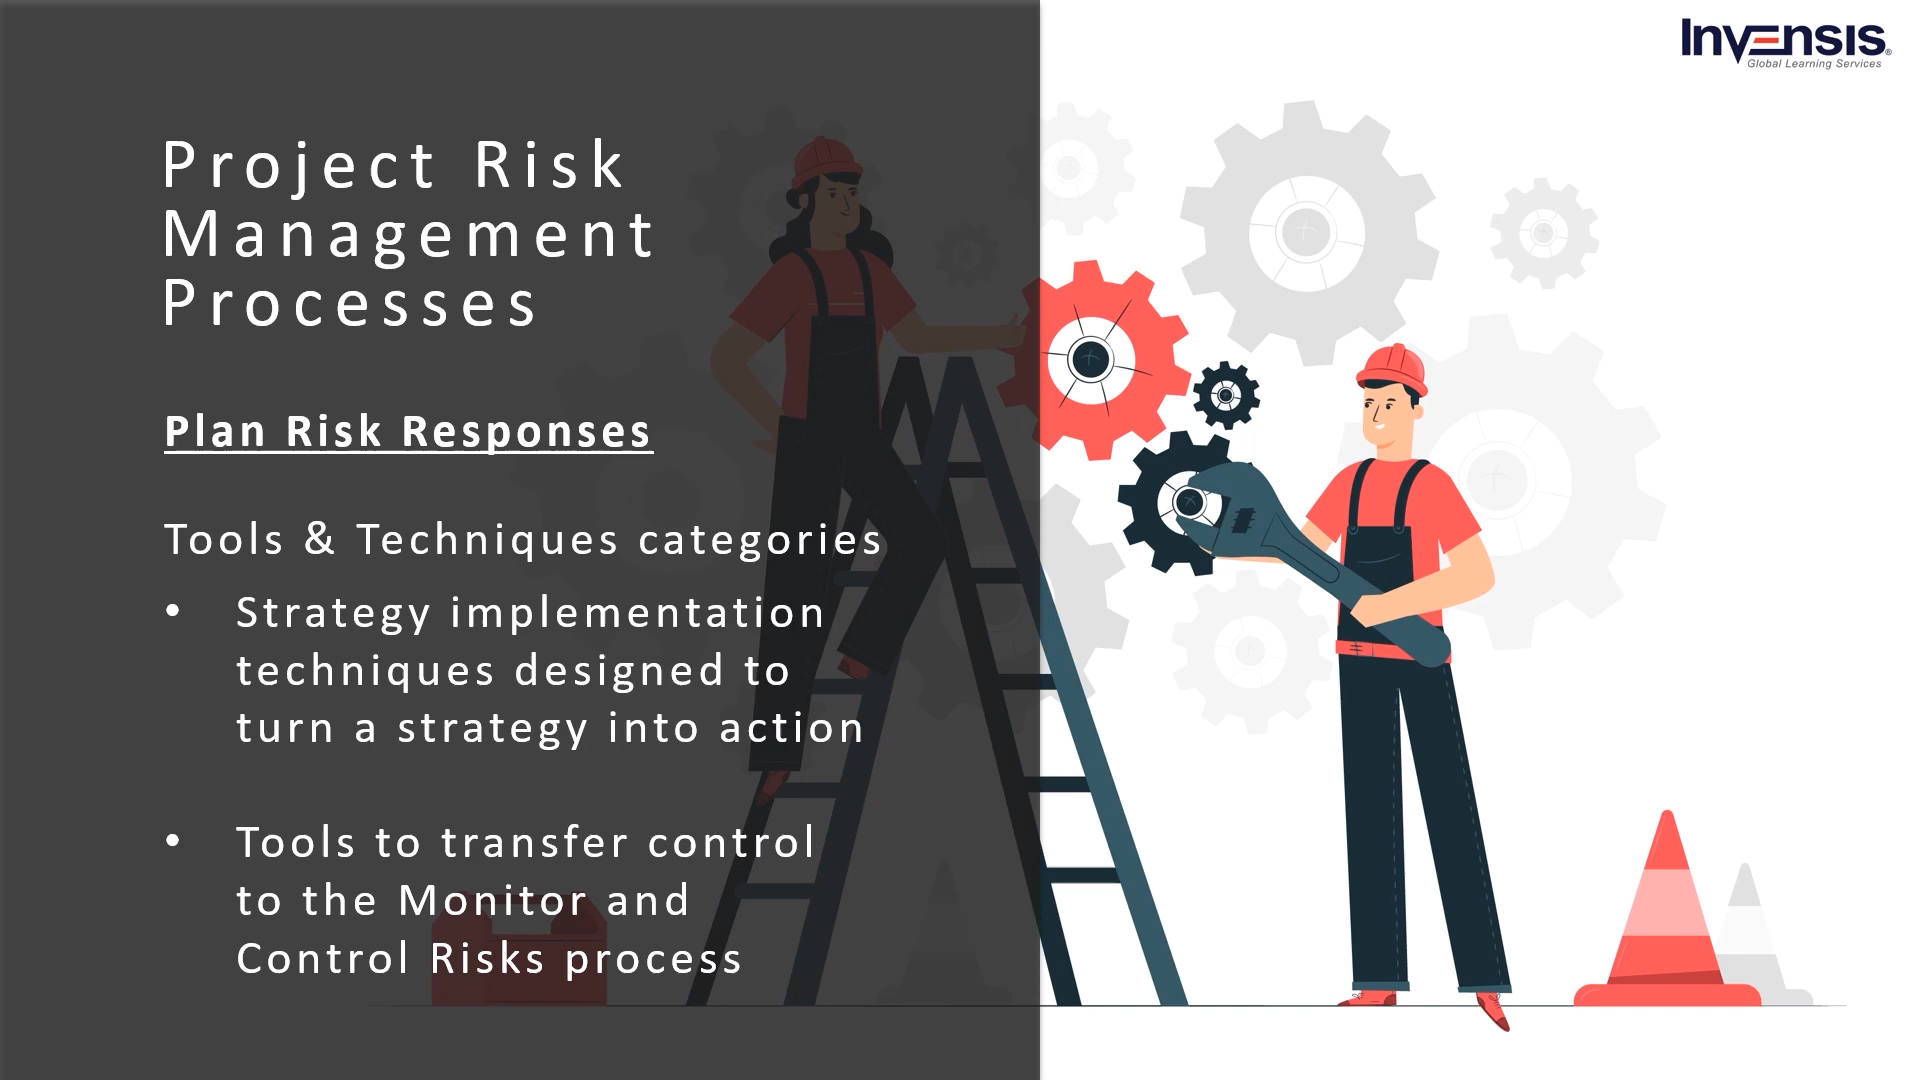 Invensis®
Global Learning Services
Project Risk
Management
Processes
Plan Risk Responses
Tools & Techniques categories
• Strategy implementation
techniques designed to
turn a strategy into action
• Tools to transfer control
to the Monitor and
Control Risks process